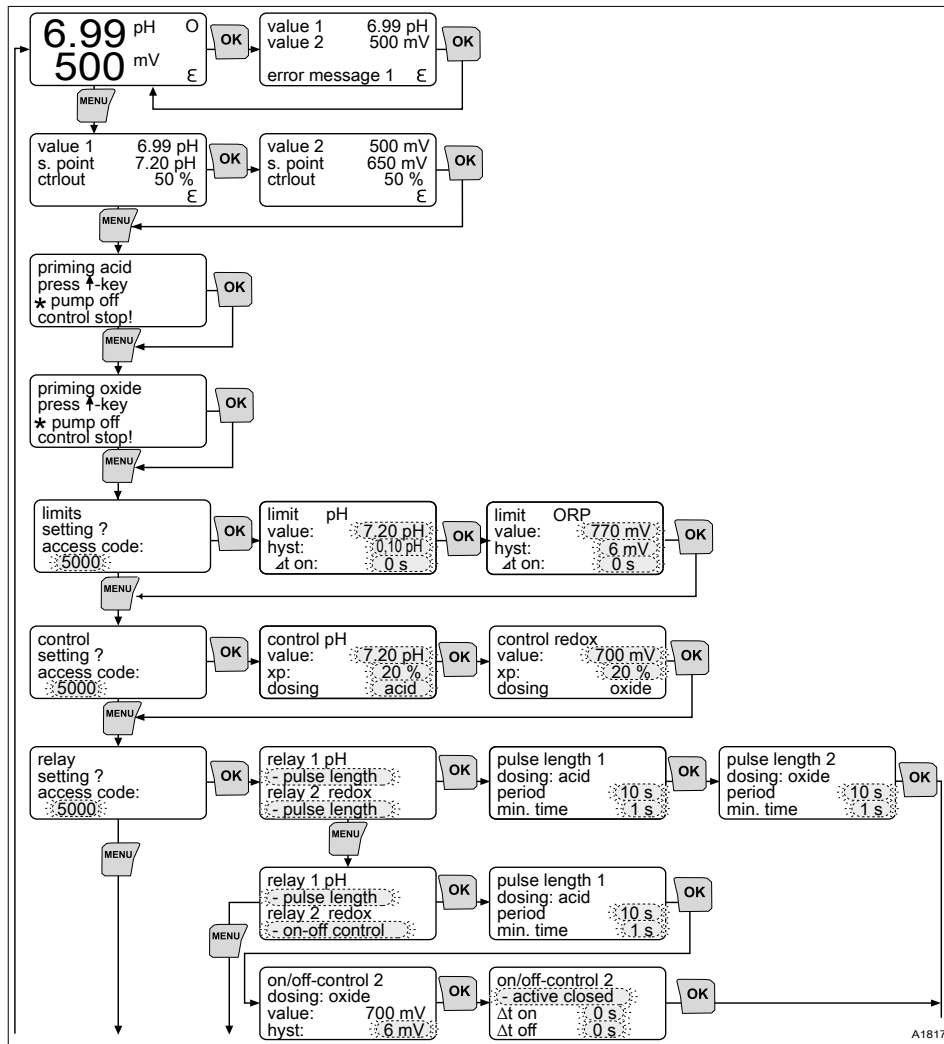 6.99 pH O
500 mV ε
OK
value 1 6.99 pH
value 2 500 mV
error message 1 ε
OK
MENU
value 1 6.99 pH
s. point 7.20 pH
ctrlout 50 %
ε
OK
value 2 500 mV
s. point 650 mV
ctrlout 50 %
ε
OK
MENU
priming acid
press ↑-key
* pump off
control stop!
OK
MENU
priming oxide
press ↑-key
* pump off
control stop!
OK
MENU
limits
setting ?
access code:
5000
OK
limit pH
value: 7.20 pH
hyst: 0,10 pH
⊿t on: 0 s
OK
limit ORP
value: 770 mV
hyst: 6 mV
⊿t on: 0 s
OK
MENU
control
setting ?
access code:
5000
OK
control pH
value: 7.20 pH
xp: 20 %
dosing acid
OK
control redox
value: 700 mV
xp: 20 %
dosing oxide
OK
MENU
relay
setting ?
access code:
5000
OK
relay 1 pH
- pulse length
relay 2 redox
- pulse length
OK
pulse length 1
dosing: acid
period 10 s
min. time 1 s
OK
pulse length 2
dosing: oxide
period 10 s
min. time 1 s
OK
MENU
MENU
relay 1 pH
- pulse length
relay 2 redox
- on-off control
OK
pulse length 1
dosing: acid
period 10 s
min. time 1 s
OK
MENU
on/off-control 2
dosing: oxide
value: 700 mV
hyst: 6 mV
OK
on/off-control 2
- active closed
Δt on 0 s
Δt off 0 s
OK
A1817